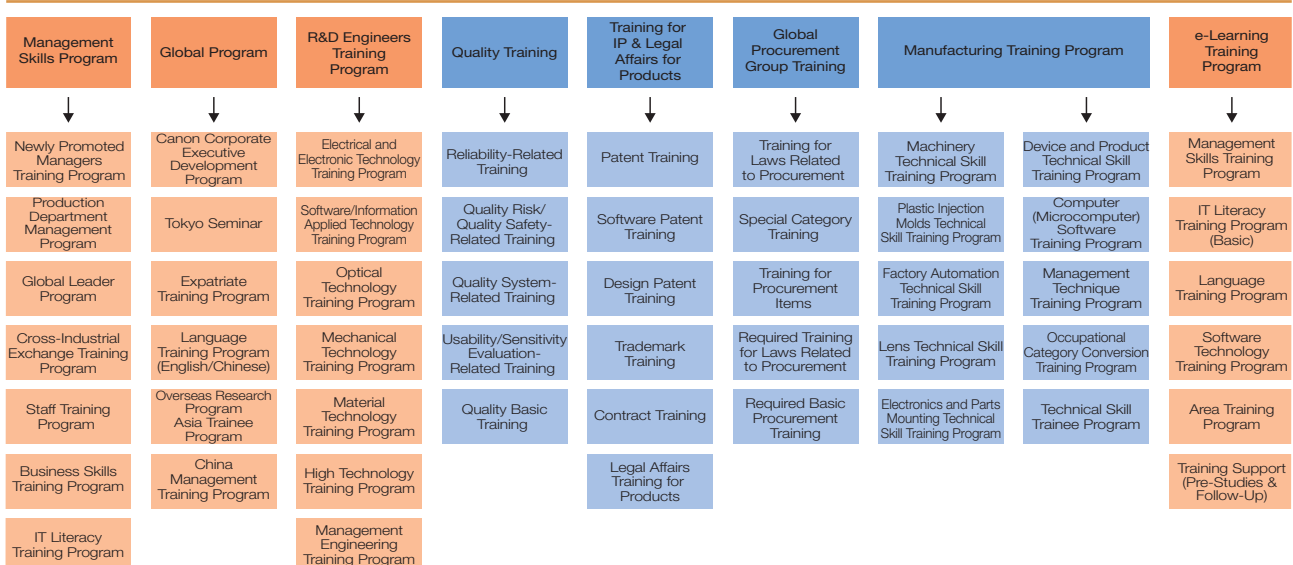 Management
Skills Program
Global Program
R&D Engineers
Training
Program
Quality Training
Training for
IP & Legal
Affairs for
Products
Global
Procurement
Group Training
Manufacturing Training Program
e-Learning
Training
Program
Newly Promoted
Managers
Training Program
Production
Department
Management
Program
Global Leader
Program
Cross-Industrial
Exchange Training
Program
Staff Training
Program
Business Skills
Training Program
IT Literacy
Training Program
Canon Corporate
Executive
Development
Program
Tokyo Seminar
Expatriate
Training Program
Language
Training Program
(English/Chinese)
Overseas Research
Program
Asia Trainee
Program
China
Management
Training Program
Electrical and
Electronic Technology
Training Program
Software/Information
Applied Technology
Training Program
Optical
Technology
Training Program
Mechanical
Technology
Training Program
Material
Technology
Training Program
High Technology
Training Program
Management
Engineering
Training Program
Reliability-Related
Training
Quality Risk/
Quality Safety-
Related Training
Quality System-
Related Training
Usability/Sensitivity
Evaluation-
Related Training
Quality Basic
Training
Patent Training
Software Patent
Training
Design Patent
Training
Trademark
Training
Contract Training
Legal Affairs
Training for
Products
Training for
Laws Related
to Procurement
Special Category
Training
Training for
Procurement
Items
Required Training
for Laws Related
to Procurement
Required Basic
Procurement
Training
Machinery
Technical Skill
Training Program
Plastic Injection
Molds Technical
Skill Training Program
Factory Automation
Technical Skill
Training Program
Lens Technical Skill
Training Program
Electronics and Parts
Mounting Technical
Skill Training Program
Device and Product
Technical Skill
Training Program
Computer
(Microcomputer)
Software
Training Program
Management
Technique
Training Program
Occupational
Category Conversion
Training Program
Technical Skill
Trainee Program
Management
Skills Training
Program
IT Literacy
Training Program
(Basic)
Language
Training Program
Software
Technology
Training Program
Area Training
Program
Training Support
(Pre-Studies &
Follow-Up)